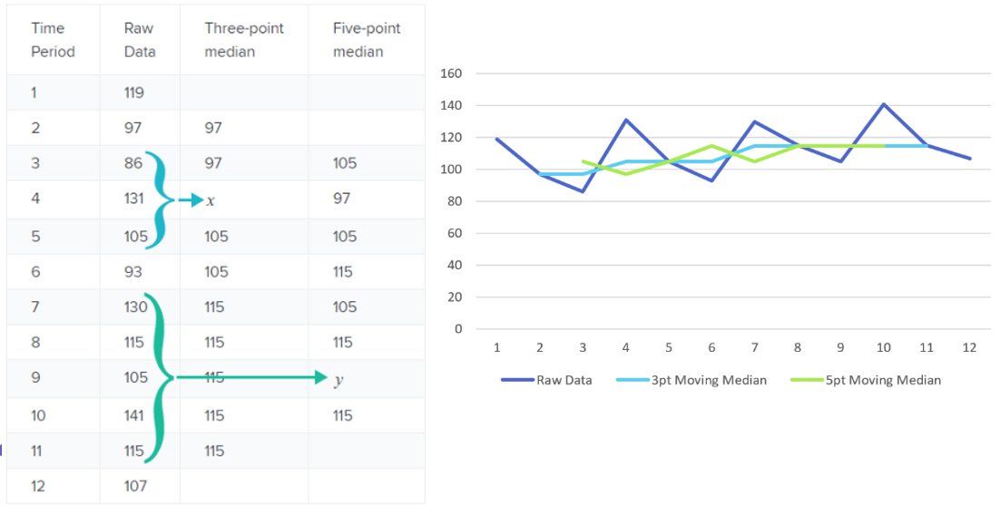 Time Period Raw Data Three-point median Five-point median
1 119
2 97 97
3 86 97 105
4 131 x 97
5 105 105 105
6 93 105 115
7 130 115 105
8 115 115 115
9 105 115 y
10 141 115 115
11 115 115
12 107
160
140
120
100
80
60
40
20
0
1 2 3 4 5 6 7 8 9 10 11 12
Raw Data 3pt Moving Median 5pt Moving Median